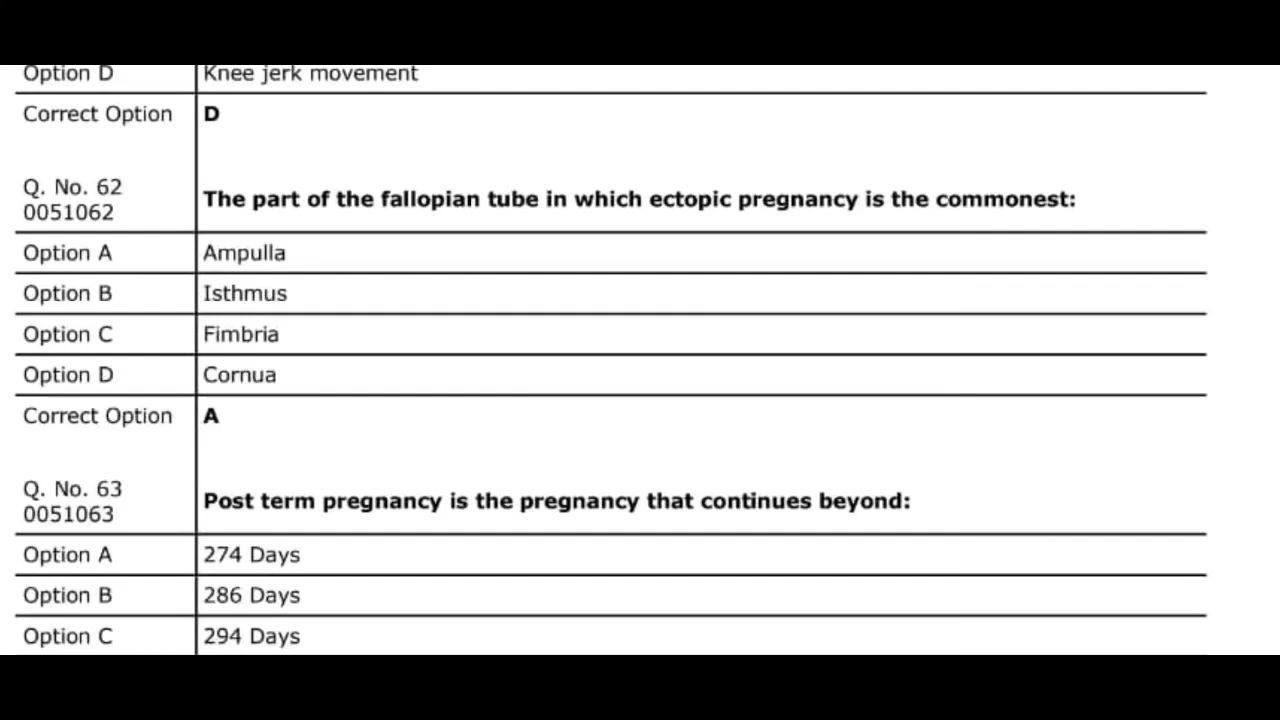 Option D Knee jerk movement
Correct Option D
Q. No. 62
0051062 The part of the fallopian tube in which ectopic pregnancy is the commonest:
Option A Ampulla
Option B Isthmus
Option C Fimbria
Option D Cornua
Correct Option A
Q. No. 63
0051063 Post term pregnancy is the pregnancy that continues beyond:
Option A 274 Days
Option B 286 Days
Option C 294 Days